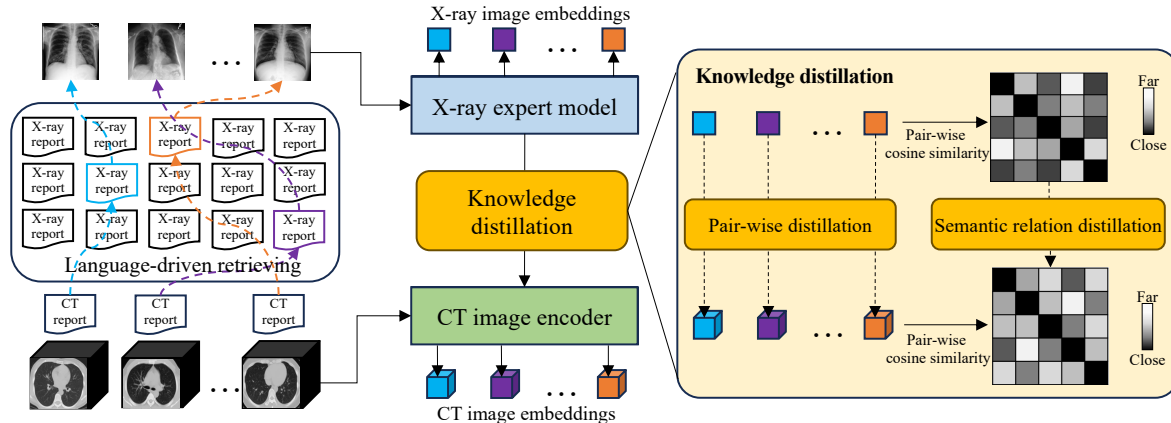 X-ray image embeddings
...
...
X-ray expert model
X-ray report X-ray report X-ray report X-ray report X-ray report
X-ray report X-ray report X-ray report X-ray report X-ray report
X-ray report X-ray report X-ray report X-ray report X-ray report
Language-driven retrieving
CT report CT report CT report
...
Knowledge distillation
CT image encoder
...
CT image embeddings
Knowledge distillation
...
Pair-wise
cosine similarity
Far
Close
Pair-wise distillation
Semantic relation distillation
...
Pair-wise
cosine similarity
Far
Close